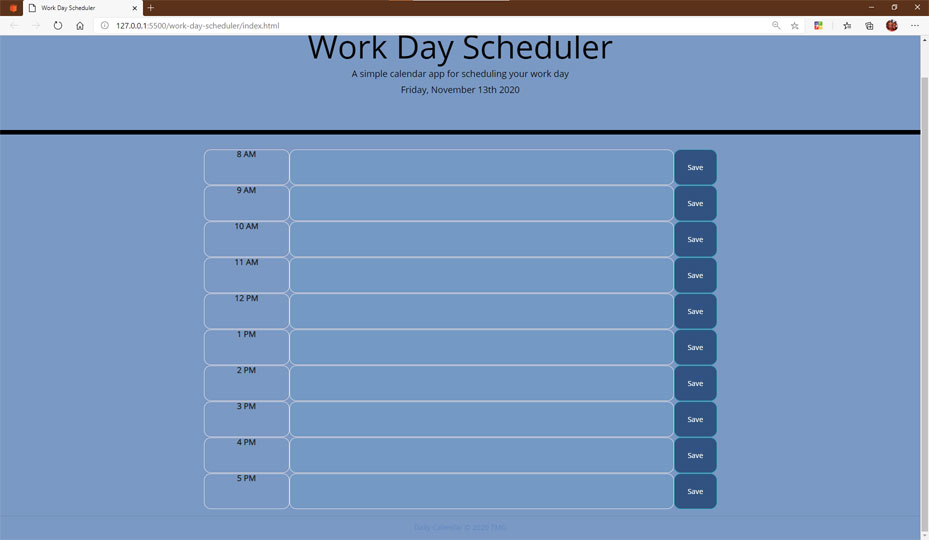 Work Day Scheduler
127.0.0.1:5500/work-day-scheduler/index.html
Work Day Scheduler
A simple calendar app for scheduling your work day
Friday, November 13th 2020
8 AM Save
9 AM Save
10 AM Save
11 AM Save
12 PM Save
1 PM Save
2 PM Save
3 PM Save
4 PM Save
5 PM Save
Daily Calendar © 2020 TMG